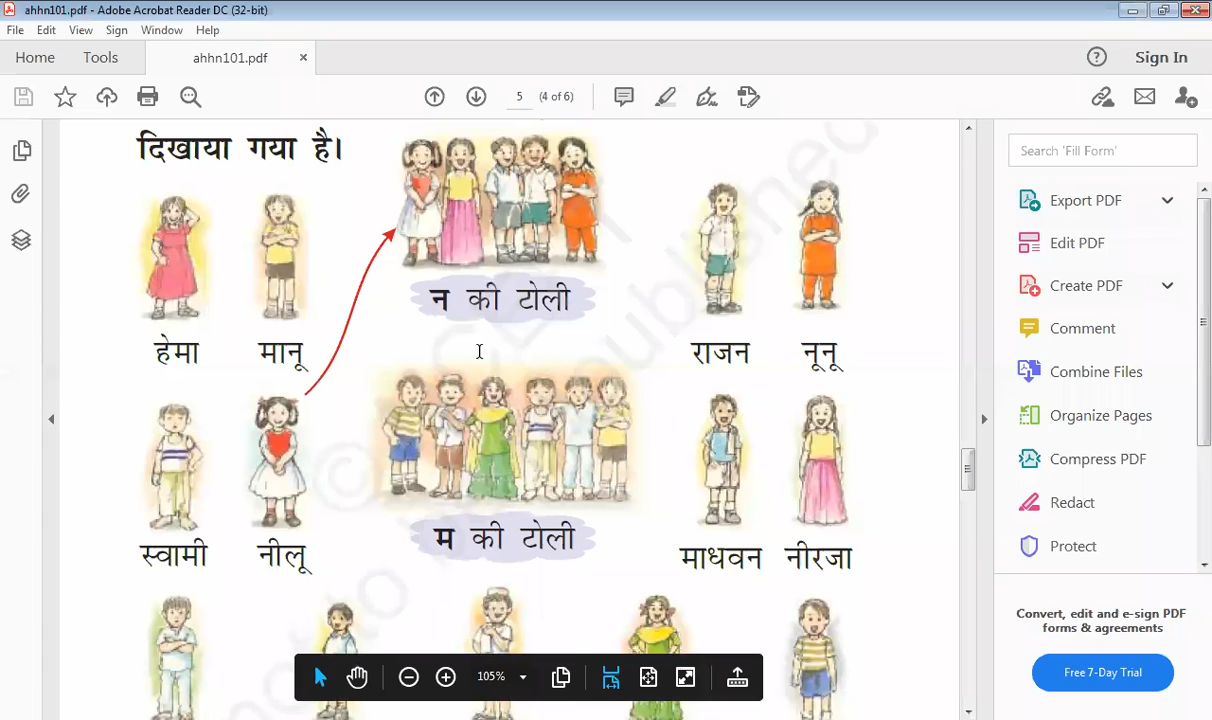 ahhn101.pdf - Adobe Acrobat Reader DC (32-bit)
File Edit View Sign Window Help
Home Tools ahhn101.pdf × Sign In
5 (4 of 6)
दिखाया गया है।
न की टोली
हेमा मानू राजन नूनू
म की टोली
स्वामी नीलू माधवन नीरजा
105%
Search 'Fill Form'
Export PDF
Edit PDF
Create PDF
Comment
Combine Files
Organize Pages
Compress PDF
Redact
Protect
Convert, edit and e-sign PDF
forms & agreements
Free 7-Day Trial